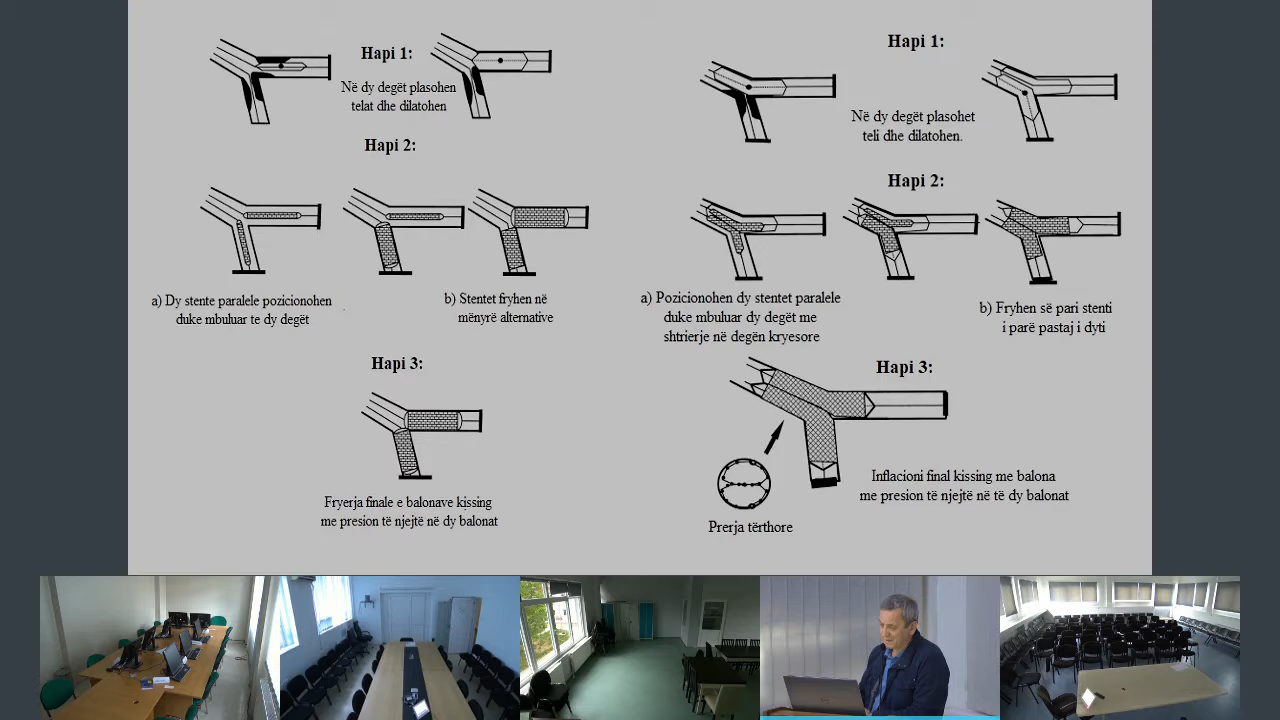 Hapi 1:
Në dy degët plasohen
telat dhe dilatohen
Hapi 2:
a) Dy stente paralele pozicionohen
duke mbuluar te dy degët
b) Stentet fryhen në
mënyrë alternative
Hapi 3:
Fryerja finale e balonave kissing
me presion të njejtë në dy balonat
Hapi 1:
Në dy degët plasohet
teli dhe dilatohen.
Hapi 2:
a) Pozicionohen dy stentet paralele
duke mbuluar dy degët me
shtrierje në degën kryesore
b) Fryhen së pari stenti
i parë pastaj i dyti
Hapi 3:
Inflacioni final kissing me balona
me presion të njejtë në të dy balonat
Prerja tërthore